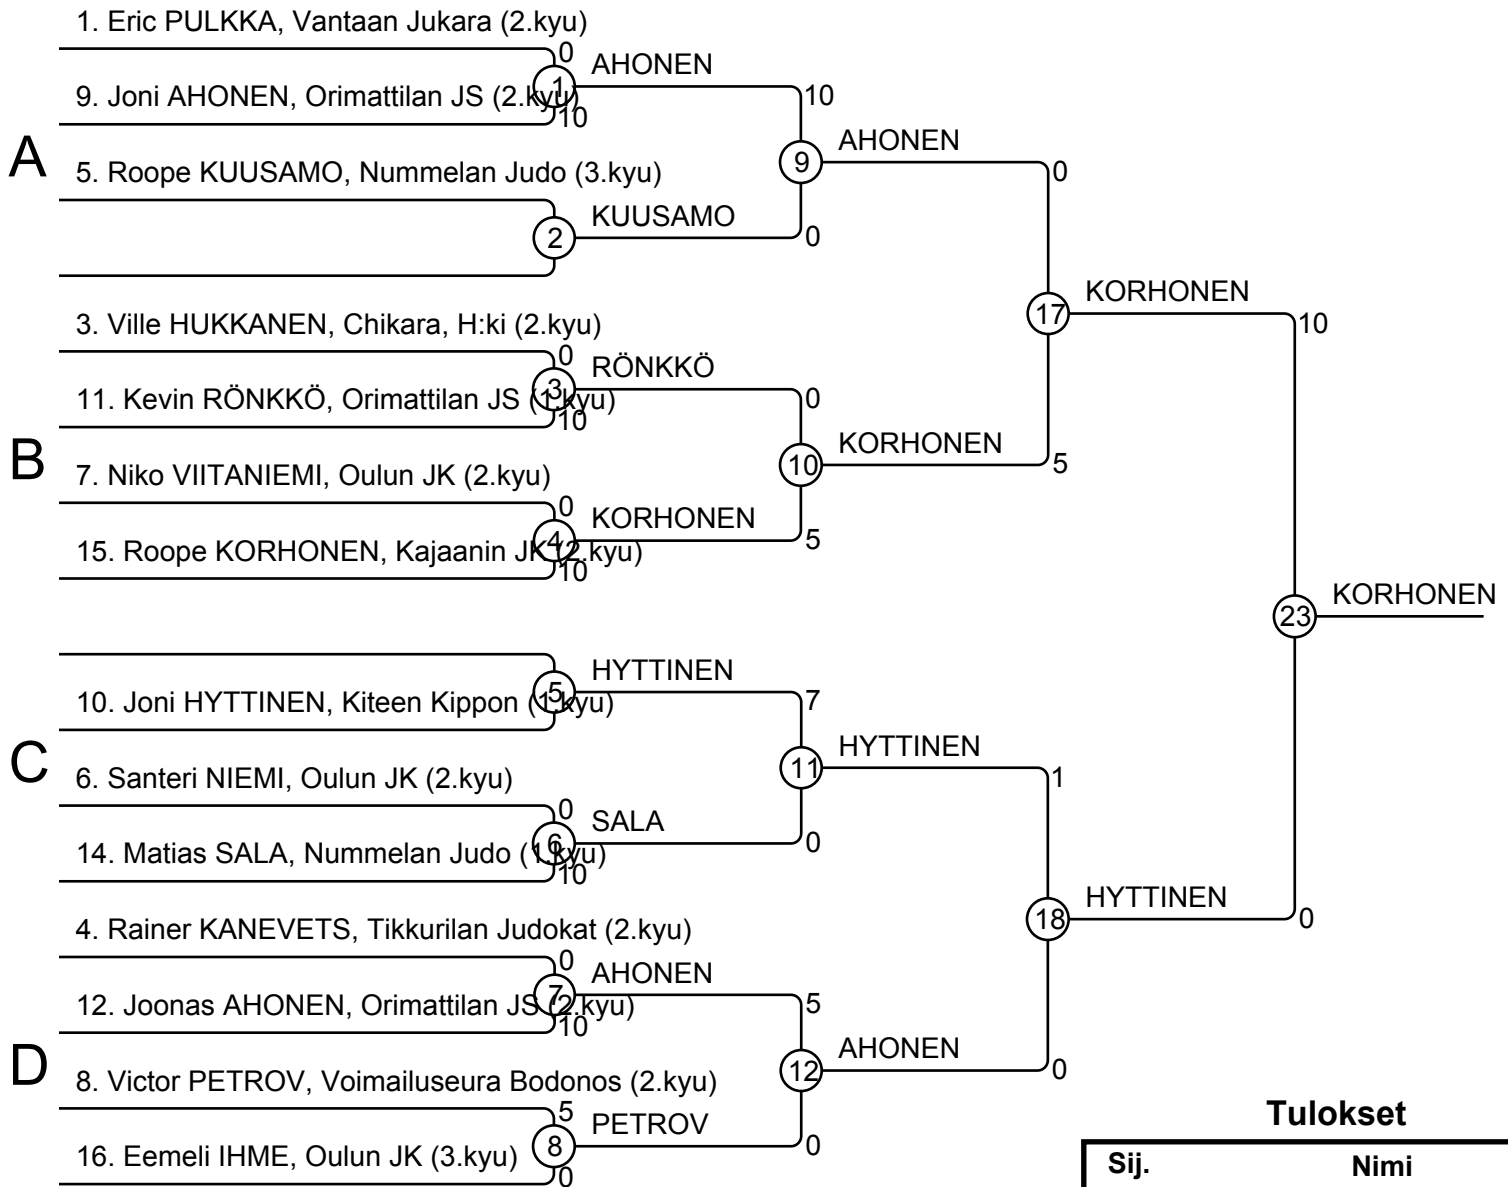 1. Eric PULKKA, Vantaan Jukara (2.kyu)
0
1
AHONEN
9. Joni AHONEN, Orimattilan JS (2.kyu)
10
10
A
9
AHONEN
5. Roope KUUSAMO, Nummelan Judo (3.kyu)
0
2
KUUSAMO
0
17
KORHONEN
10
3. Ville HUKKANEN, Chikara, H:ki (2.kyu)
0
3
RÖNKKÖ
11. Kevin RÖNKKÖ, Orimattilan JS (1.kyu)
10
0
B
10
KORHONEN
5
7. Niko VIITANIEMI, Oulun JK (2.kyu)
0
4
KORHONEN
5
15. Roope KORHONEN, Kajaanin JK (2.kyu)
10
23
KORHONEN
5
HYTTINEN
10. Joni HYTTINEN, Kiteen Kippon (1.kyu)
7
C
11
HYTTINEN
1
6. Santeri NIEMI, Oulun JK (2.kyu)
0
6
SALA
0
14. Matias SALA, Nummelan Judo (1.kyu)
10
18
HYTTINEN
0
4. Rainer KANEVETS, Tikkurilan Judokat (2.kyu)
0
7
AHONEN
12. Joonas AHONEN, Orimattilan JS (2.kyu)
10
5
D
12
AHONEN
0
8. Victor PETROV, Voimailuseura Bodonos (2.kyu)
5
8
PETROV
0
16. Eemeli IHME, Oulun JK (3.kyu)
0
Tulokset
Sij. Nimi